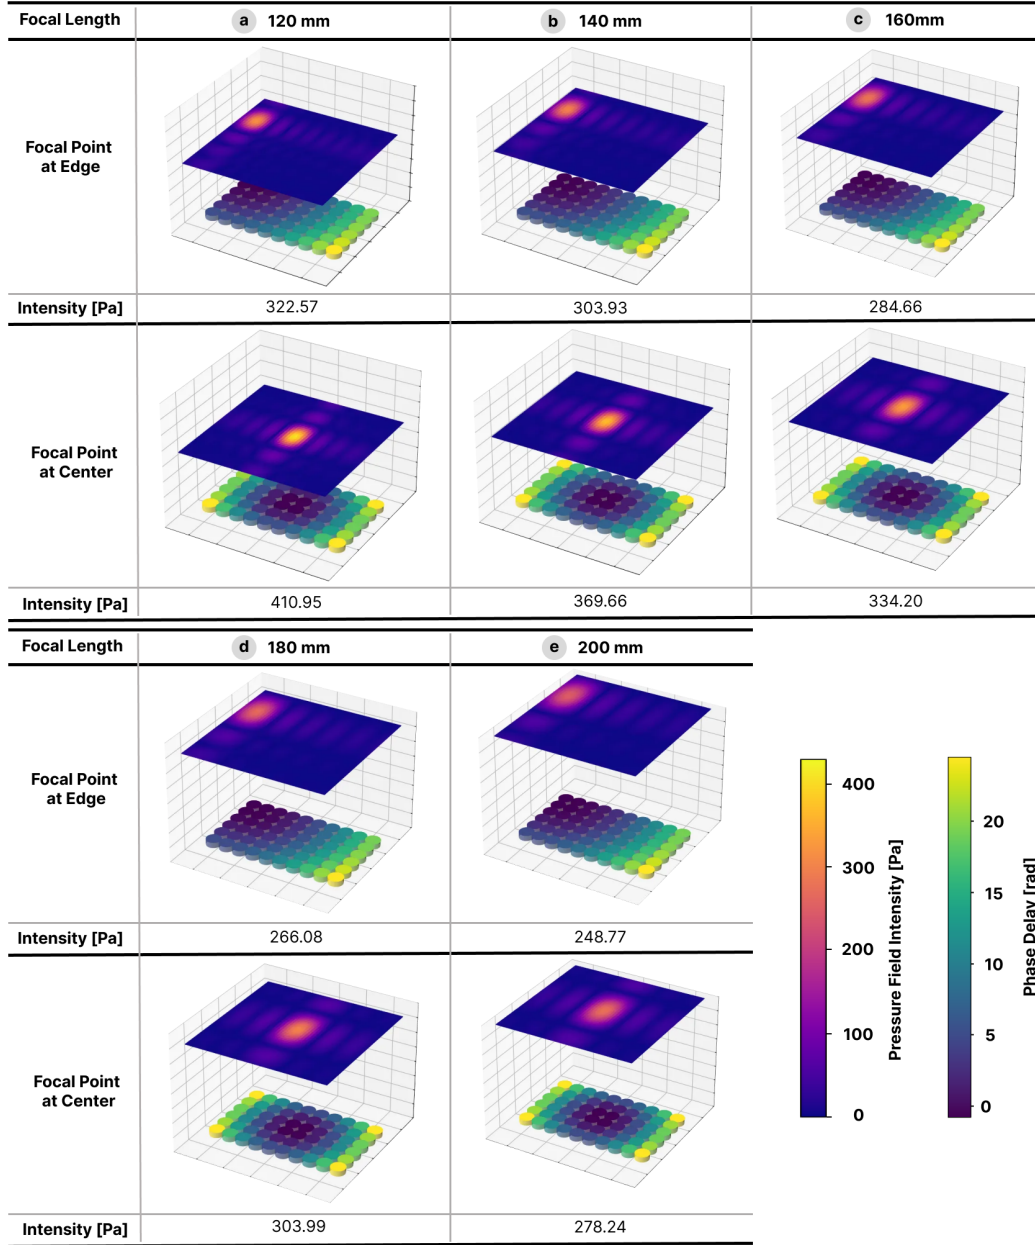 Focal Length a 120 mm b 140 mm c 160mm
Focal Point
at Edge
Intensity [Pa] 322.57 303.93 284.66
Focal Point
at Center
Intensity [Pa] 410.95 369.66 334.20
Focal Length d 180 mm e 200 mm
Focal Point
at Edge
Intensity [Pa] 266.08 248.77
Focal Point
at Center
Intensity [Pa] 303.99 278.24
400
300
200
100
0
Pressure Field Intensity [Pa]
20
15
10
5
0
Phase Delay [rad]